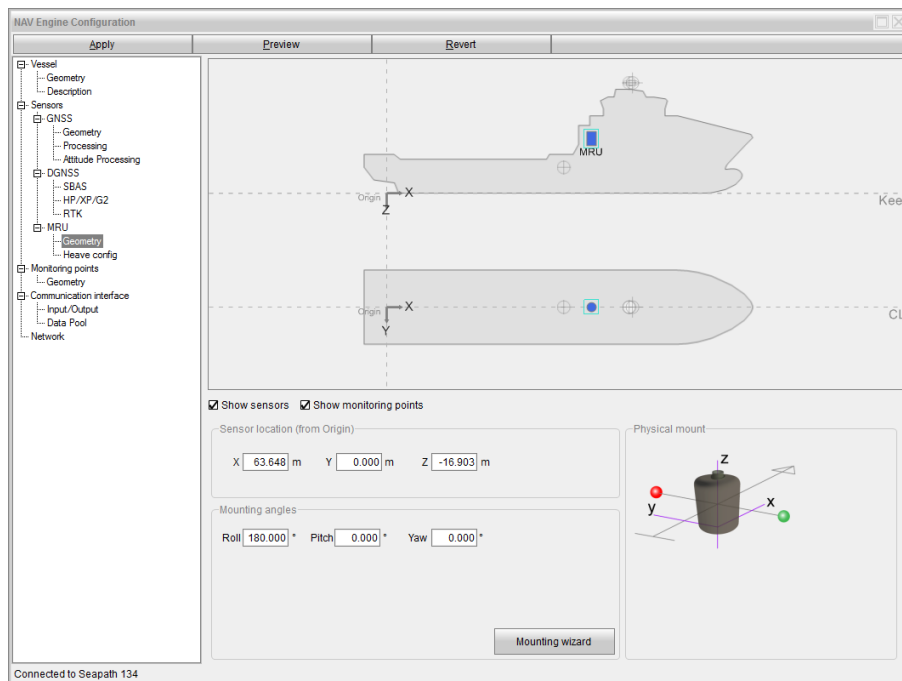 NAV Engine Configuration
Apply Preview Revert
Vessel
Geometry
Description
Sensors
GNSS
Geometry
Processing
Attitude Processing
DGNSS
SBAS
HP/XP/G2
RTK
MRU
Geometry
Heave config
Monitoring points
Geometry
Communication interface
Input/Output
Data Pool
Network
MRU
Origin X
Z
Kee
Origin X
Y
CL
Show sensors Show monitoring points
Sensor location (from Origin)
X 63.648 m Y 0.000 m Z -16.903 m
Mounting angles
Roll 180.000 ° Pitch 0.000 ° Yaw 0.000 °
Mounting wizard
Physical mount
z
x
y
Connected to Seapath 134